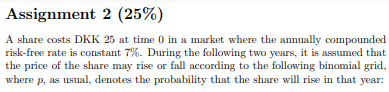 Assignment 2 (25%)
A share costs DKK 25 at time 0 in a market where the annually compounded
risk-free rate is constant 7%. During the following two years, it is assumed that
the price of the share may rise or fall according to the following binomial grid,
where p, as usual, denotes the probability that the share will rise in that year: